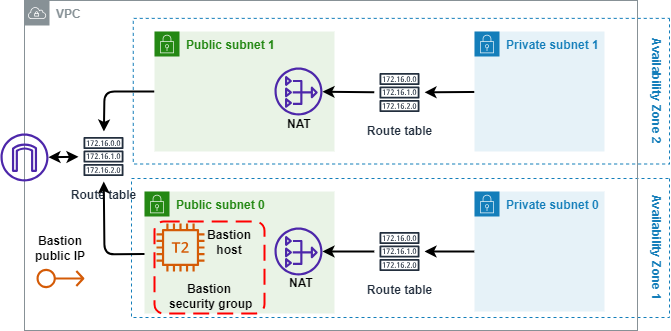 VPC
Public subnet 1
Private subnet 1
Availability Zone 2
172.16.0.0
172.16.1.0
172.16.2.0
NAT
Route table
172.16.0.0
172.16.1.0
172.16.2.0
Route table
Public subnet 0
Private subnet 0
Availability Zone 1
Bastion
public IP
T2
Bastion
host
Bastion
security group
NAT
172.16.0.0
172.16.1.0
172.16.2.0
Route table